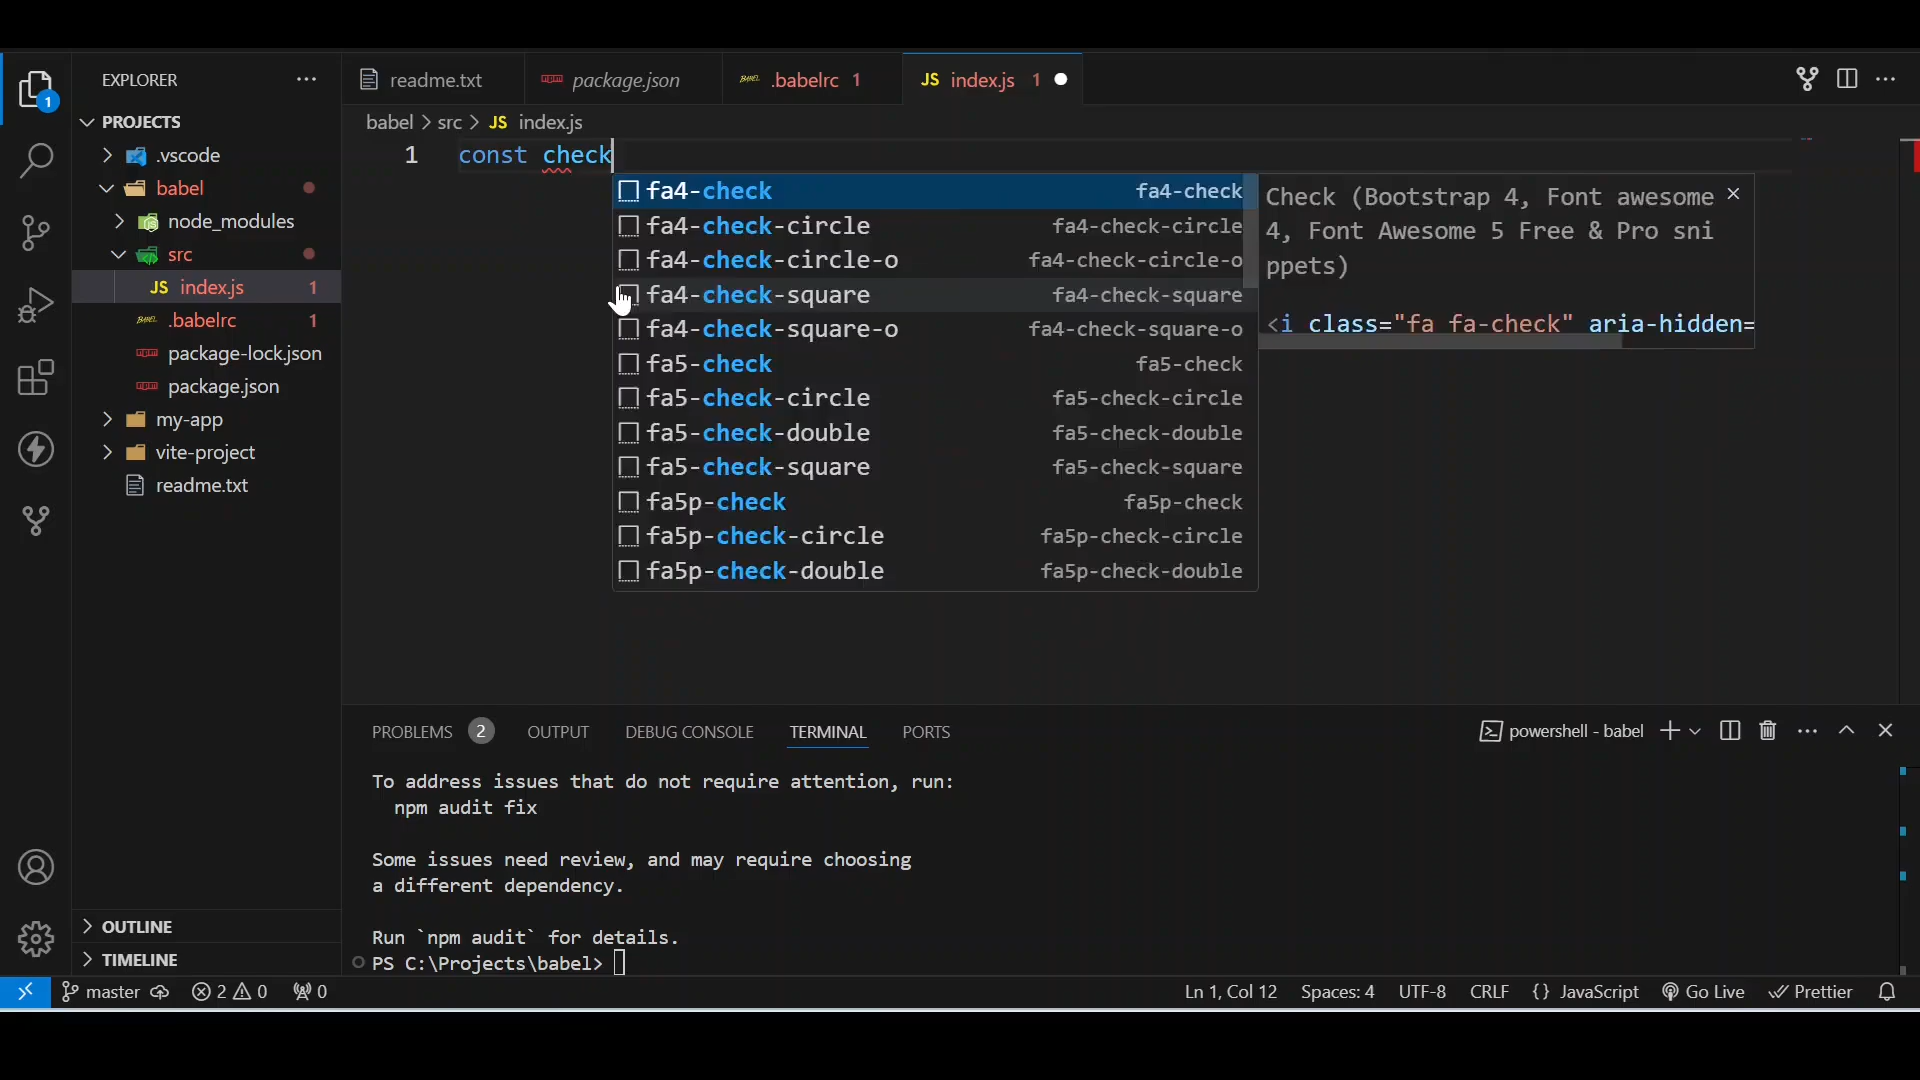 EXPLORER
PROJECTS
.vscode
babel
node_modules
src
JS index.js 1
BABEL .babelrc 1
package-lock.json
package.json
my-app
vite-project
readme.txt
OUTLINE
TIMELINE
1
readme.txt
package.json
BABEL .babelrc 1
JS index.js 1
babel > src > JS index.js
1 const check
fa4-check fa4-check
fa4-check-circle fa4-check-circle
fa4-check-circle-o fa4-check-circle-o
fa4-check-square fa4-check-square
fa4-check-square-o fa4-check-square-o
fa5-check fa5-check
fa5-check-circle fa5-check-circle
fa5-check-double fa5-check-double
fa5-check-square fa5-check-square
fa5p-check fa5p-check
fa5p-check-circle fa5p-check-circle
fa5p-check-double fa5p-check-double
Check (Bootstrap 4, Font awesome
4, Font Awesome 5 Free & Pro sni
ppets)
<i class="fa fa-check" aria-hidden=
PROBLEMS 2 OUTPUT DEBUG CONSOLE TERMINAL PORTS
powershell - babel
To address issues that do not require attention, run:
npm audit fix
Some issues need review, and may require choosing
a different dependency.
Run `npm audit` for details.
PS C:\Projects\babel>
master 2 0 0 Ln 1, Col 12 Spaces: 4 UTF-8 CRLF {} JavaScript Go Live Prettier